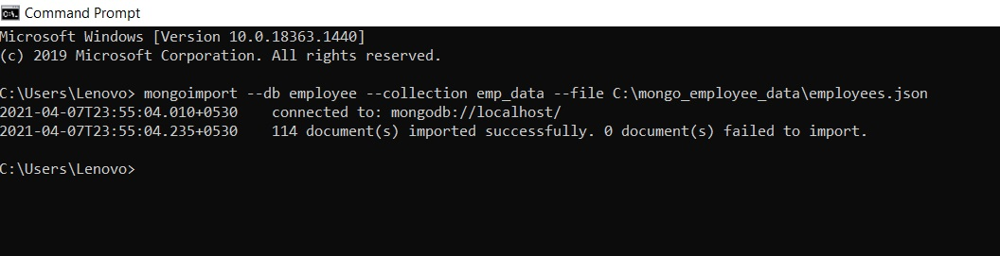 Command Prompt
Microsoft Windows [Version 10.0.18363.1440]
(c) 2019 Microsoft Corporation. All rights reserved.
C:\Users\Lenovo> mongoimport --db employee --collection emp_data --file C:\mongo_employee_data\employees.json
2021-04-07T23:55:04.010+0530    connected to: mongodb://localhost/
2021-04-07T23:55:04.235+0530    114 document(s) imported successfully. 0 document(s) failed to import.
C:\Users\Lenovo>